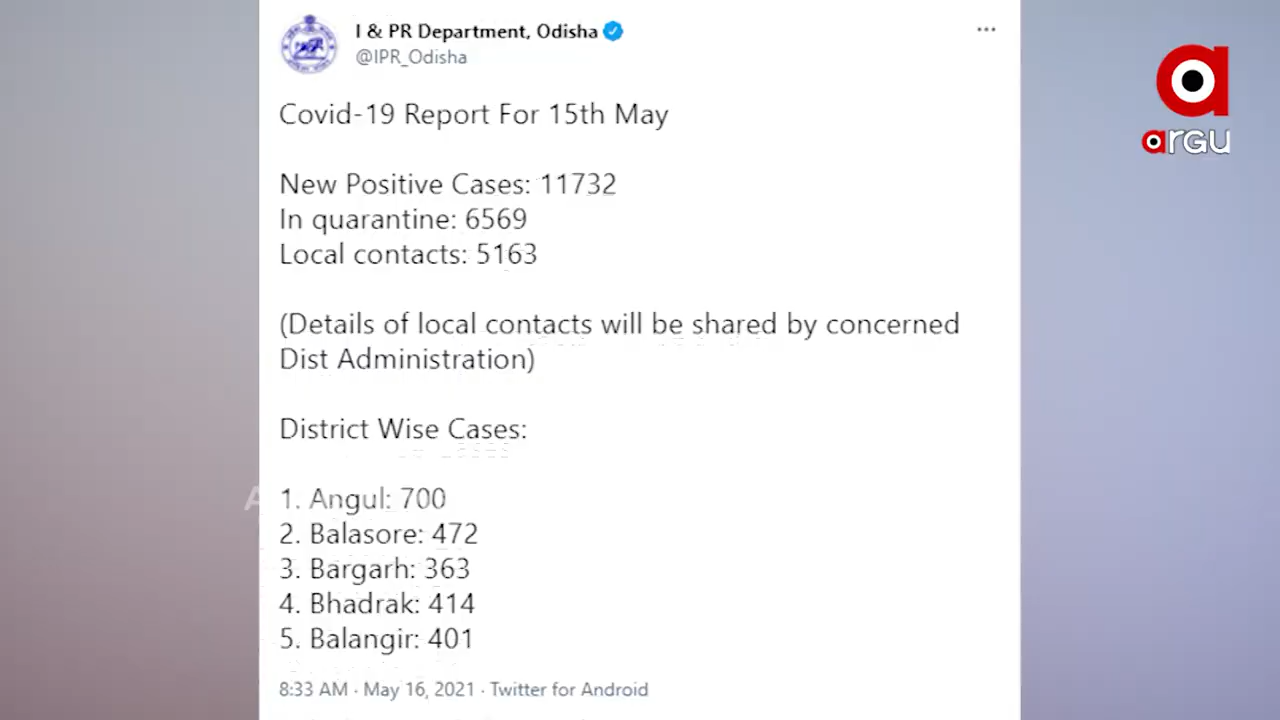 I & PR Department, Odisha
@IPR_Odisha
Covid-19 Report For 15th May
New Positive Cases: 11732
In quarantine: 6569
Local contacts: 5163
(Details of local contacts will be shared by concerned
Dist Administration)
District Wise Cases:
1. Angul: 700
2. Balasore: 472
3. Bargarh: 363
4. Bhadrak: 414
5. Balangir: 401
8:33 AM · May 16, 2021 · Twitter for Android
a
argu